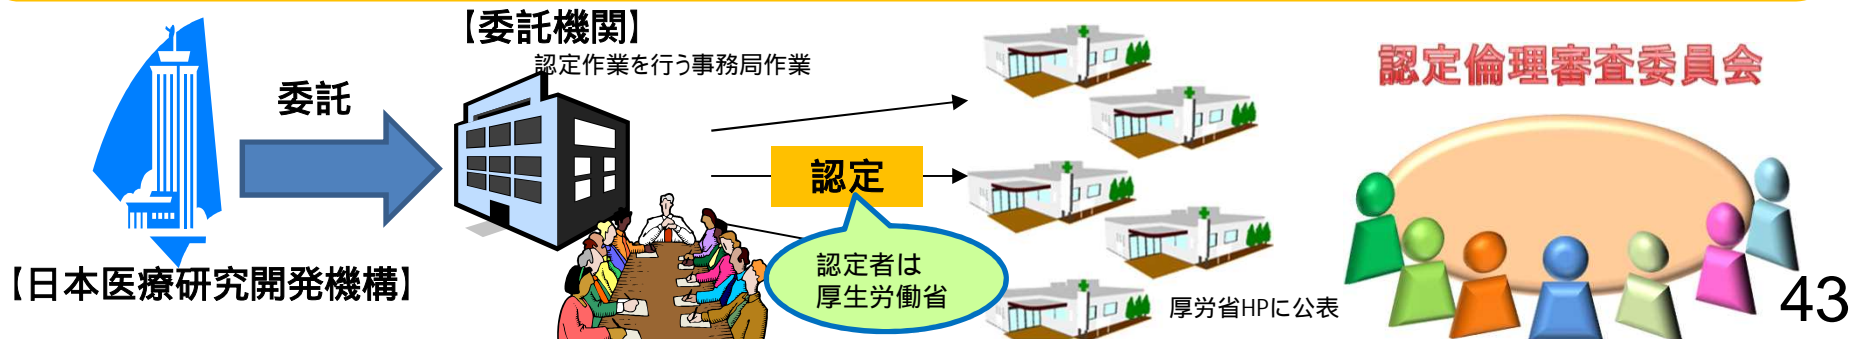 【委託機関】
認定作業を行う事務局作業
委託
【日本医療研究開発機構】
認定
認定者は
厚生労働省
厚労省HPに公表
認定倫理審査委員会
43